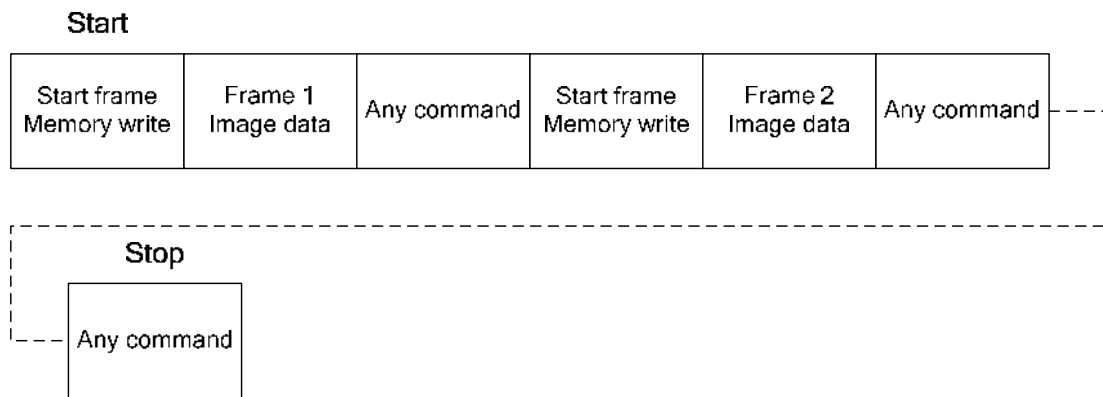 Start
Start frame
Memory write
Frame 1
Image data
Any command
Start frame
Memory write
Frame 2
Image data
Any command
Stop
Any command